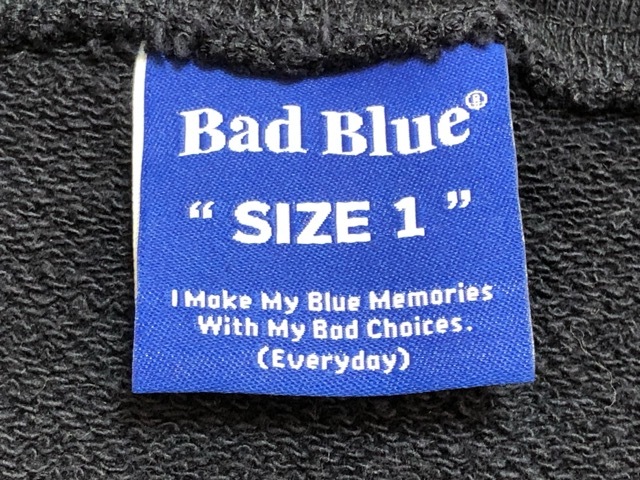 Bad Blue®
“ SIZE 1 ”
I Make My Blue Memories
With My Bad Choices.
(Everyday)